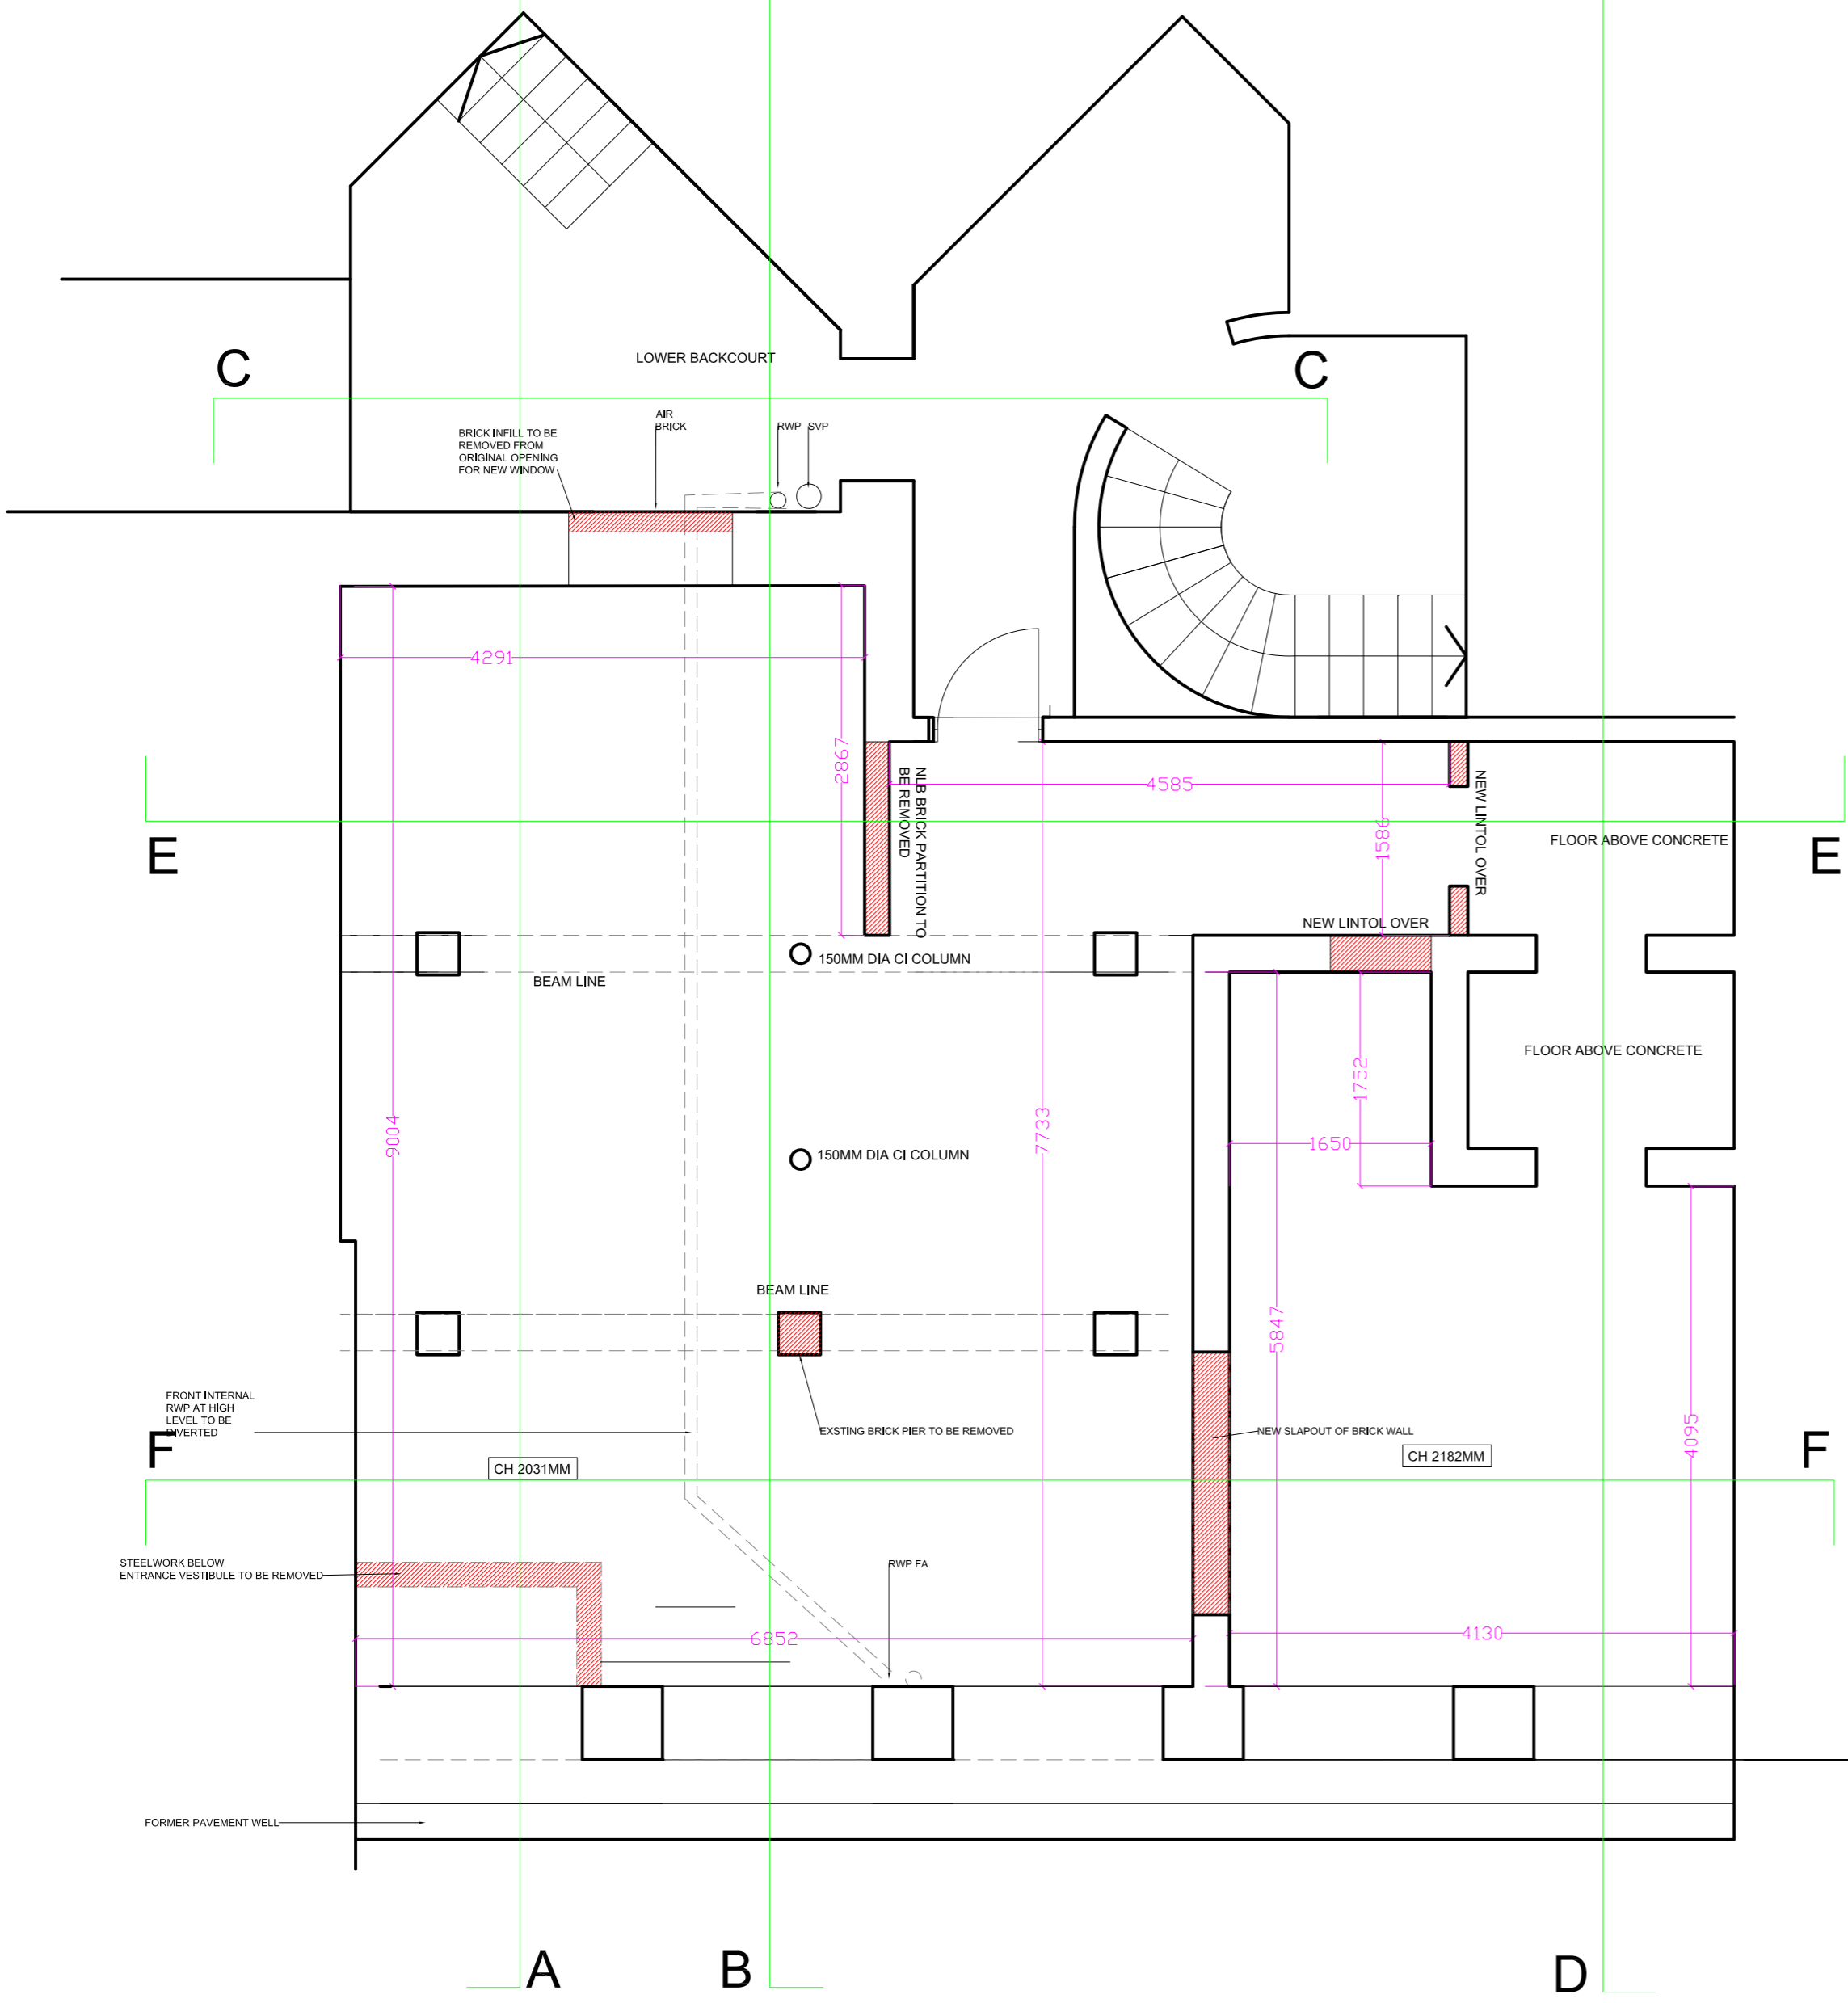 C
C
LOWER BACKCOURT
AIR
BRICK
RWP
SVP
BRICK INFILL TO BE
REMOVED FROM
ORIGINAL OPENING
FOR NEW WINDOW
4291
2867
NLB BRICK PARTITION TO
BE REMOVED
4585
1586
NEW LINTOL OVER
FLOOR ABOVE CONCRETE
E
E
NEW LINTOL OVER
150MM DIA CI COLUMN
BEAM LINE
FLOOR ABOVE CONCRETE
1752
9004
7733
1650
150MM DIA CI COLUMN
BEAM LINE
5847
FRONT INTERNAL
RWP AT HIGH
LEVEL TO BE
DIVERTED
EXSTING BRICK PIER TO BE REMOVED
NEW SLAPOUT OF BRICK WALL
4095
F
F
CH 2031MM
CH 2182MM
STEELWORK BELOW
ENTRANCE VESTIBULE TO BE REMOVED
RWP FA
6852
4130
FORMER PAVEMENT WELL
A
B
D